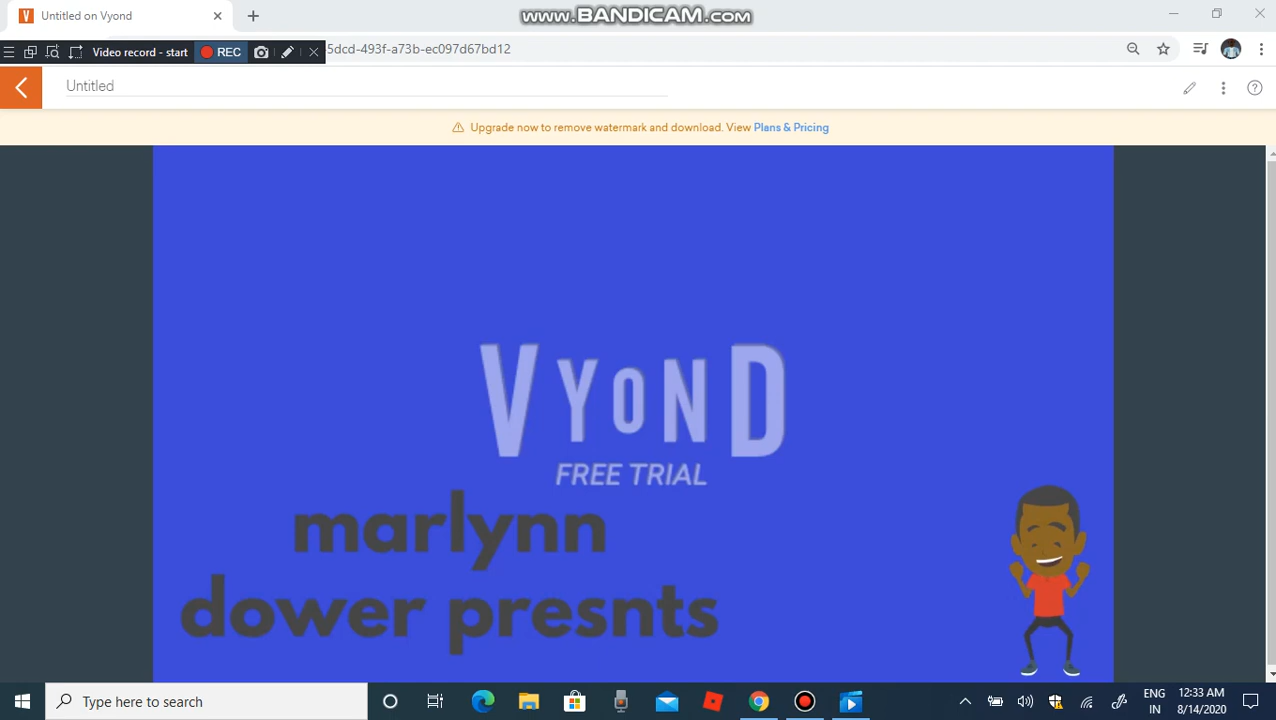 Untitled on Vyond
www.BANDICAM.com
Video record - start
REC
5dcd-493f-a73b-ec097d67bd12
Untitled
Upgrade now to remove watermark and download. View Plans & Pricing
VYOND
FREE TRIAL
marlynn
dower presnts
Type here to search
ENG
IN
12:33 AM
8/14/2020